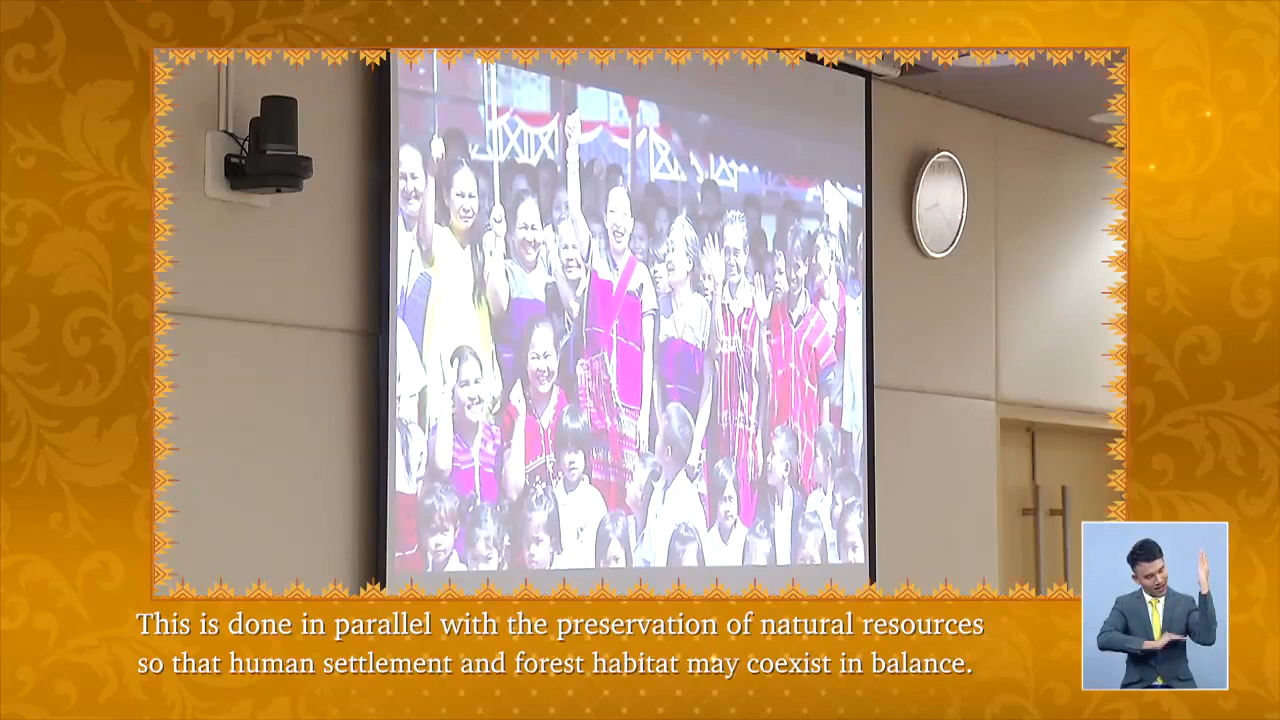 This is done in parallel with the preservation of natural resources
so that human settlement and forest habitat may coexist in balance.